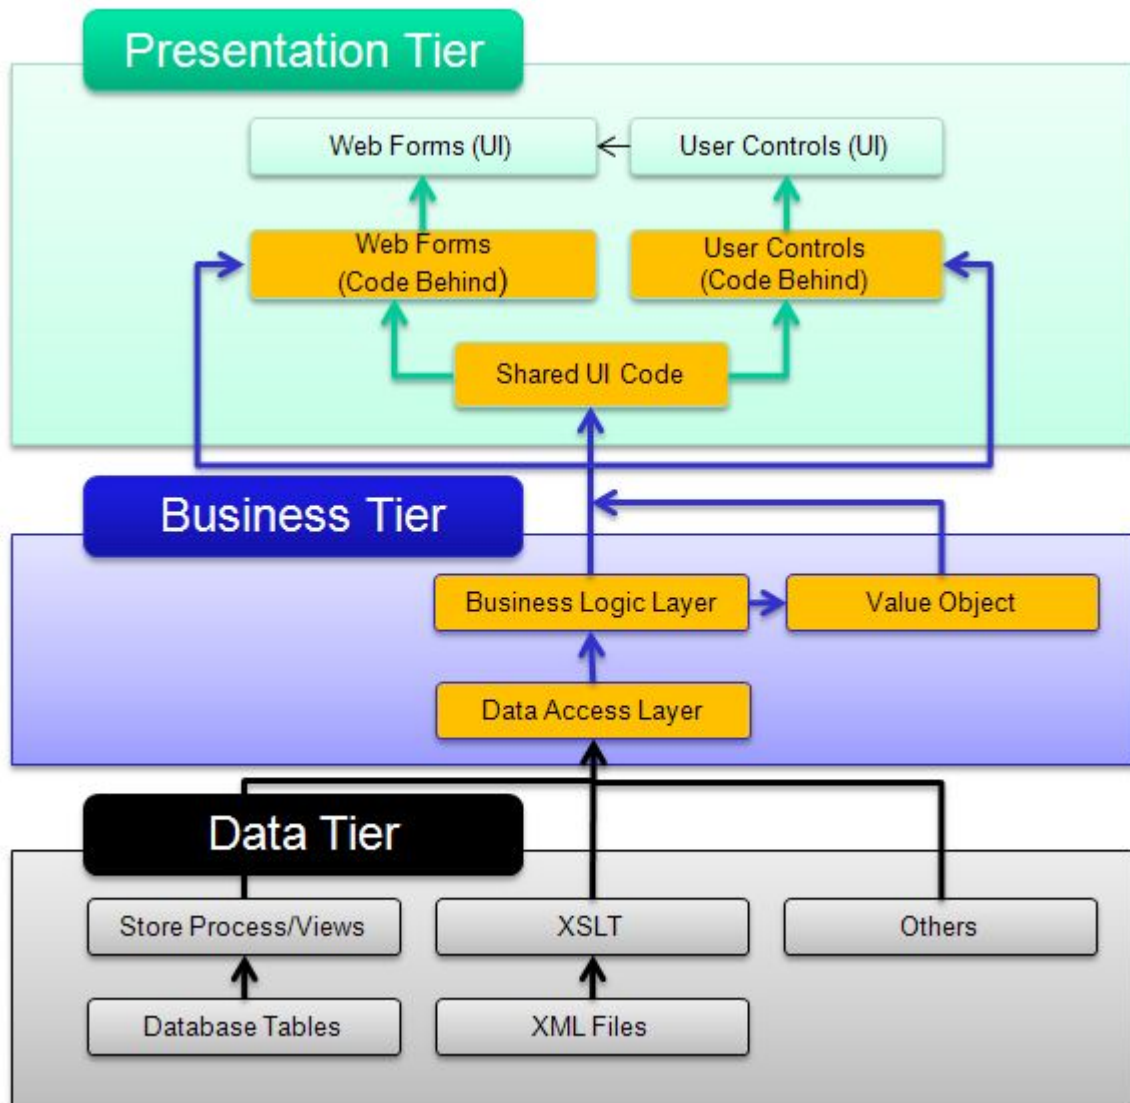 Presentation Tier
Web Forms (UI)
User Controls (UI)
Web Forms
(Code Behind)
User Controls
(Code Behind)
Shared UI Code
Business Tier
Business Logic Layer
Value Object
Data Access Layer
Data Tier
Store Process/Views
XSLT
Others
Database Tables
XML Files